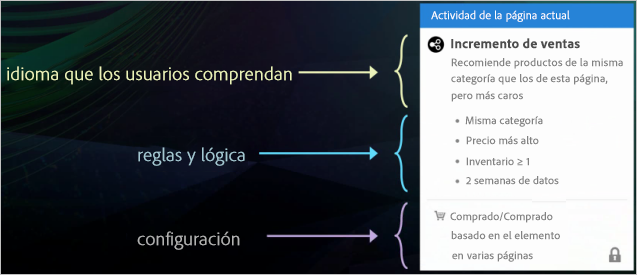 Actividad de la página actual
Incremento de ventas
Recomiende productos de la misma
categoría que los de esta página,
pero más caros
idioma que los usuarios comprendan
• Misma categoría
• Precio más alto
• Inventario ≥ 1
• 2 semanas de datos
reglas y lógica
Comprado/Comprado
basado en el elemento
en varias páginas
configuración